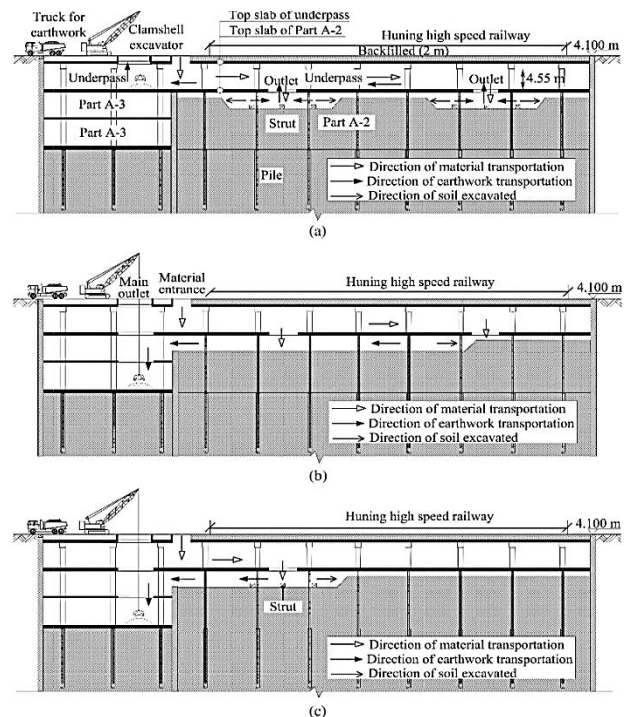 Truck for
earthwork
Clamshell
excavator
Top slab of underpass
Top slab of Part A-2
Huning high speed railway
Backfilled (2 m)
4.100 m
Underpass
Outlet
Underpass
Outlet
4.55 m
Part A-3
Part A-3
Strut
Part A-2
Pile
Direction of material transportation
Direction of earthwork transportation
Direction of soil excavated
(a)
Main
outlet
Material
entrance
Huning high speed railway
4.100 m
Direction of material transportation
Direction of earthwork transportation
Direction of soil excavated
(b)
Huning high speed railway
4.100 m
Strut
Direction of material transportation
Direction of earthwork transportation
Direction of soil excavated
(c)